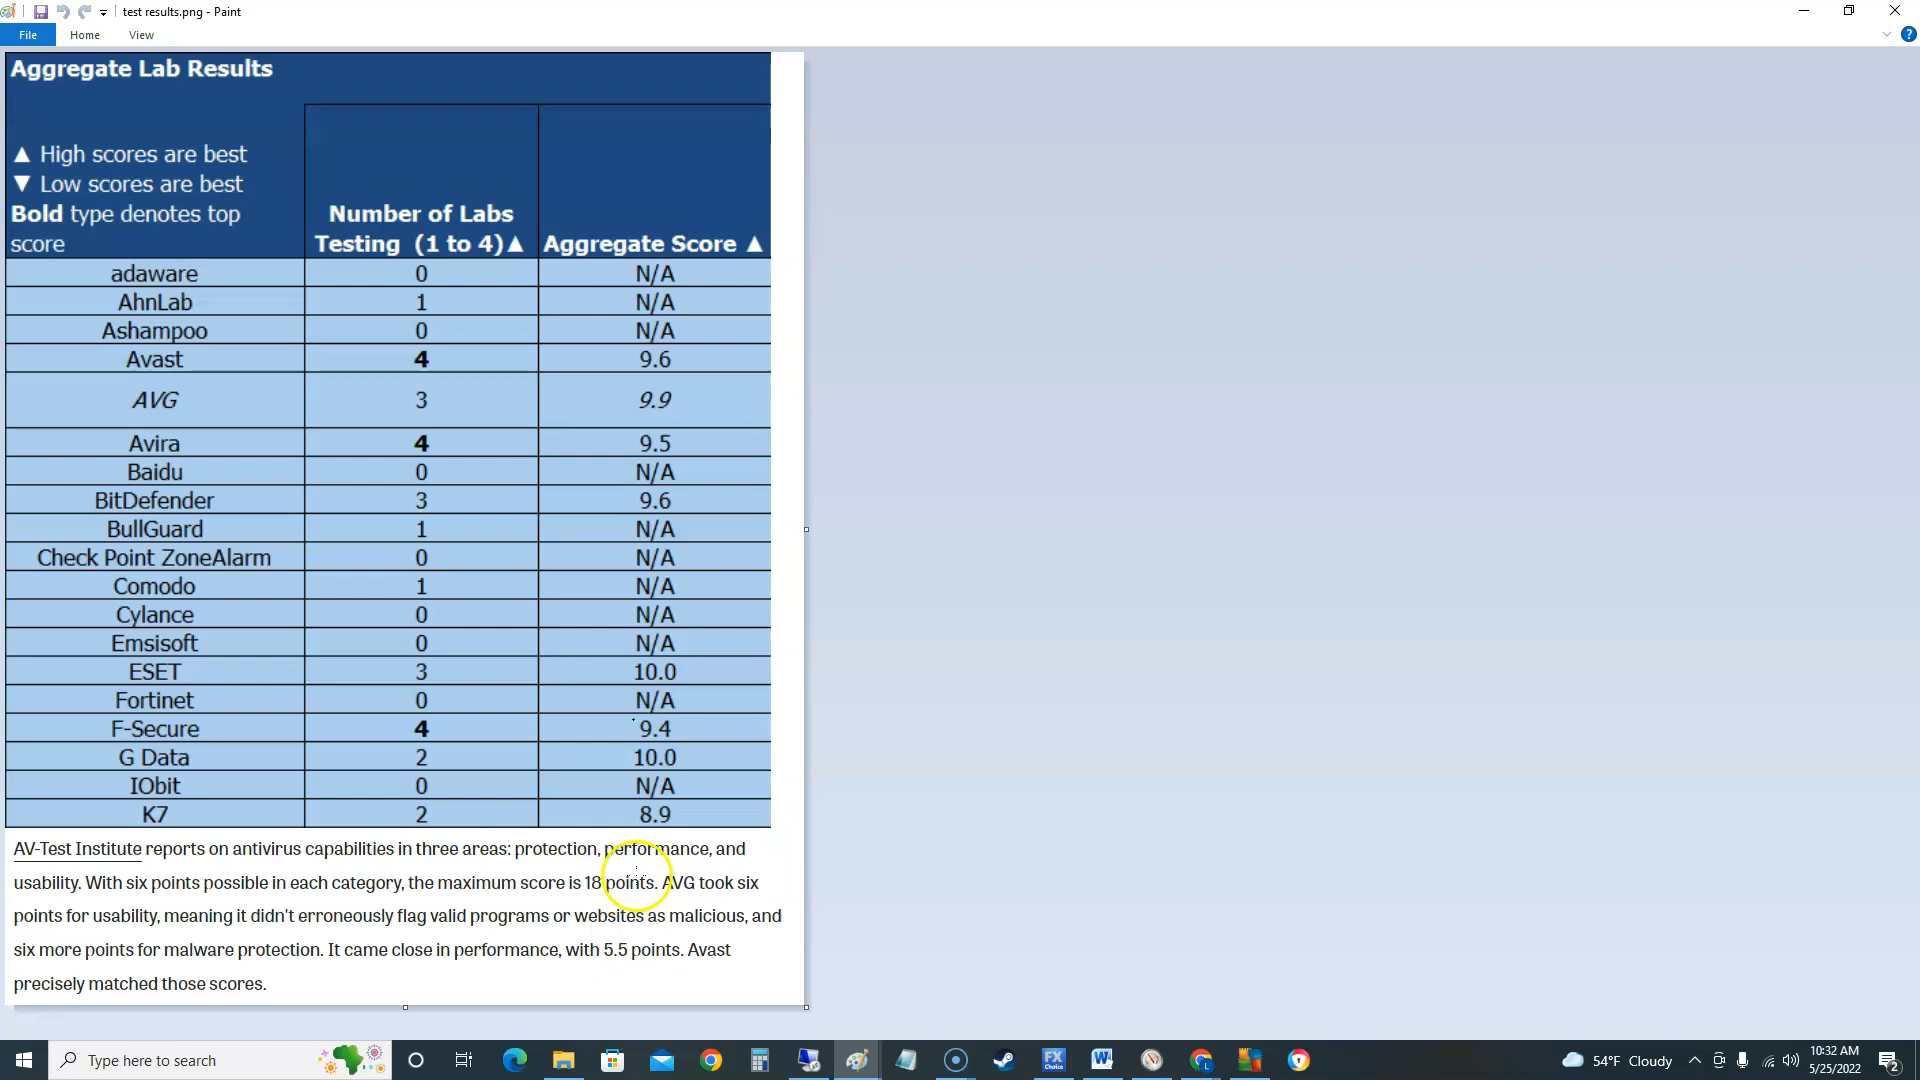 test results.png - Paint
File Home View
Aggregate Lab Results
▲ High scores are best
▼ Low scores are best
Bold type denotes top
score
Number of Labs
Testing (1 to 4)▲
Aggregate Score ▲
adaware 0 N/A
AhnLab 1 N/A
Ashampoo 0 N/A
Avast 4 9.6
AVG 3 9.9
Avira 4 9.5
Baidu 0 N/A
BitDefender 3 9.6
BullGuard 1 N/A
Check Point ZoneAlarm 0 N/A
Comodo 1 N/A
Cylance 0 N/A
Emsisoft 0 N/A
ESET 3 10.0
Fortinet 0 N/A
F-Secure 4 9.4
G Data 2 10.0
IObit 0 N/A
K7 2 8.9
AV-Test Institute reports on antivirus capabilities in three areas: protection, performance, and
usability. With six points possible in each category, the maximum score is 18 points. AVG took six
points for usability, meaning it didn't erroneously flag valid programs or websites as malicious, and
six more points for malware protection. It came close in performance, with 5.5 points. Avast
precisely matched those scores.
Type here to search
FX
Choice
W
L
54°F Cloudy
10:32 AM
5/25/2022
2